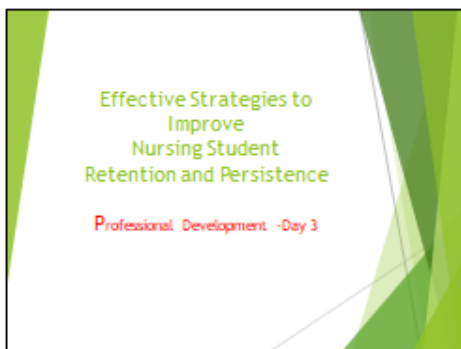 Effective Strategies to
Improve
Nursing Student
Retention and Persistence
Professional Development -Day 3